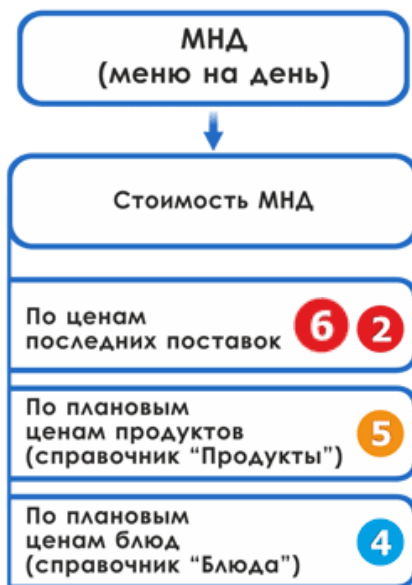 МНД
(меню на день)
Стоимость МНД
По ценам
последних поставок 6 2
По плановым
ценам продуктов
(справочник "Продукты") 5
По плановым
ценам блюд
(справочник "Блюда") 4